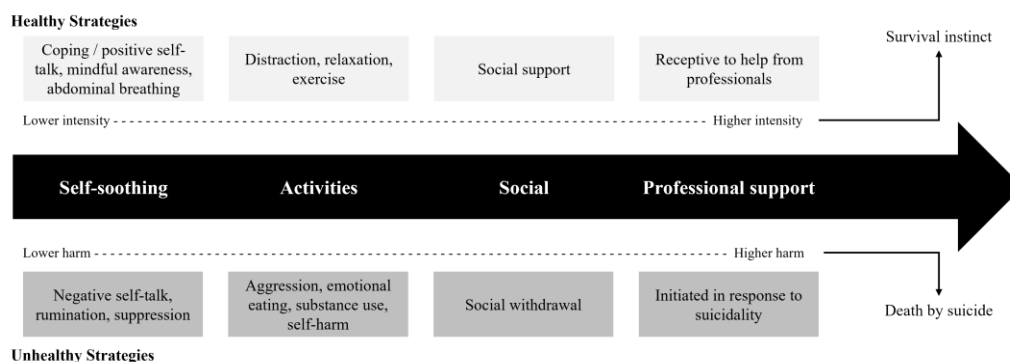 Healthy Strategies
Coping / positive self-
talk, mindful awareness,
abdominal breathing
Distraction, relaxation,
exercise
Social support
Receptive to help from
professionals
Survival instinct
Lower intensity
Higher intensity
Self-soothing
Activities
Social
Professional support
Lower harm
Higher harm
Negative self-talk,
rumination, suppression
Aggression, emotional
eating, substance use,
self-harm
Social withdrawal
Initiated in response to
suicidality
Death by suicide
Unhealthy Strategies